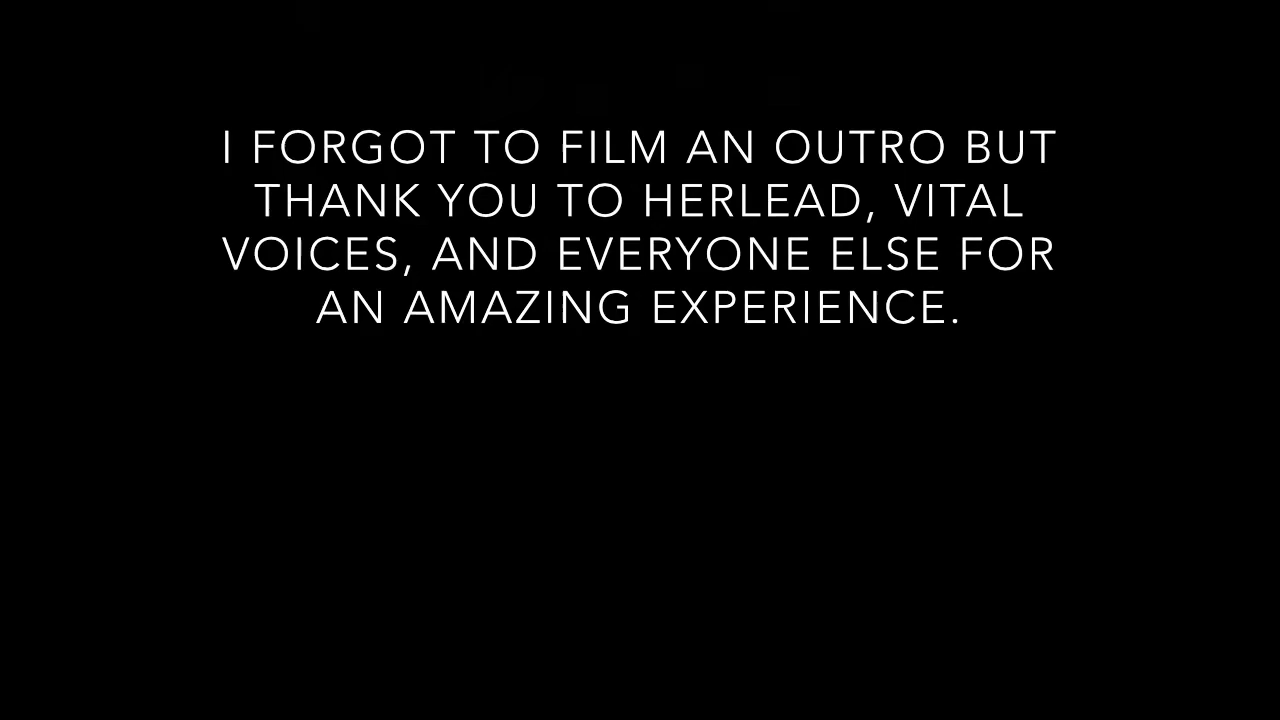 I FORGOT TO FILM AN OUTRO BUT
THANK YOU TO HERLEAD, VITAL
VOICES, AND EVERYONE ELSE FOR
AN AMAZING EXPERIENCE.